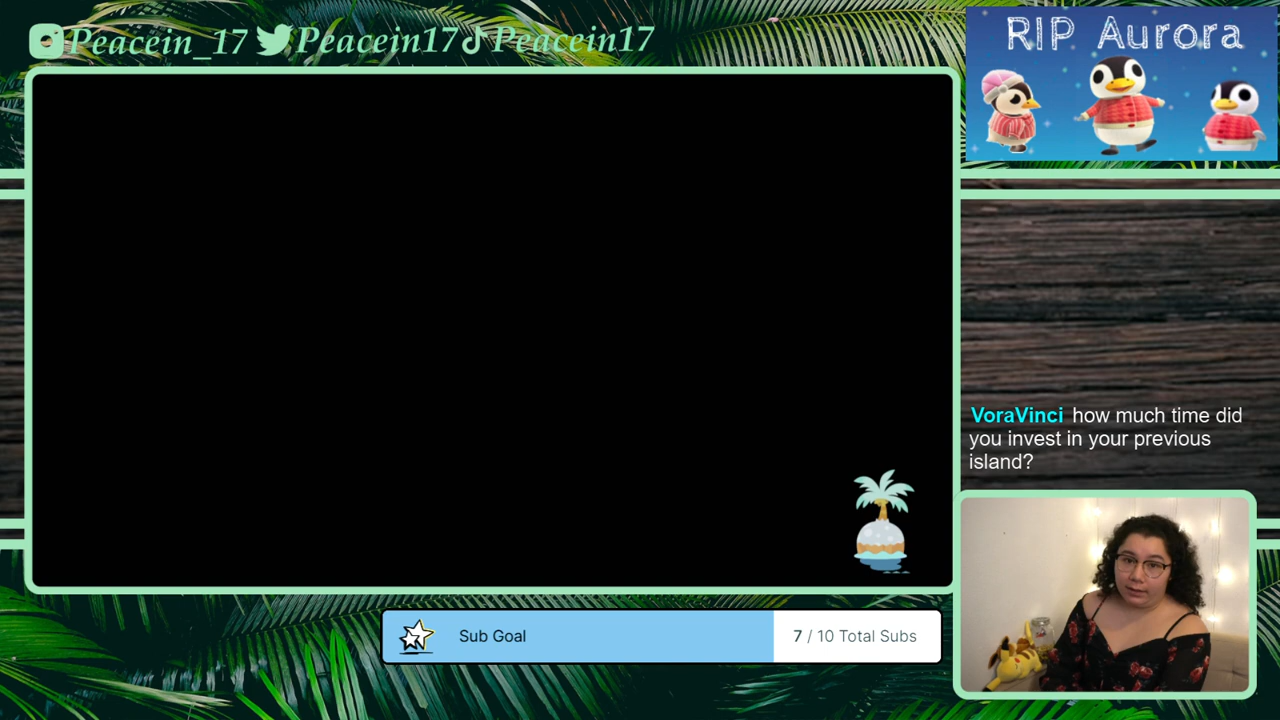 Peacein_17 Peacein17 Peacein17
RIP Aurora
VoraVinci how much time did
you invest in your previous
island?
Sub Goal 7 / 10 Total Subs